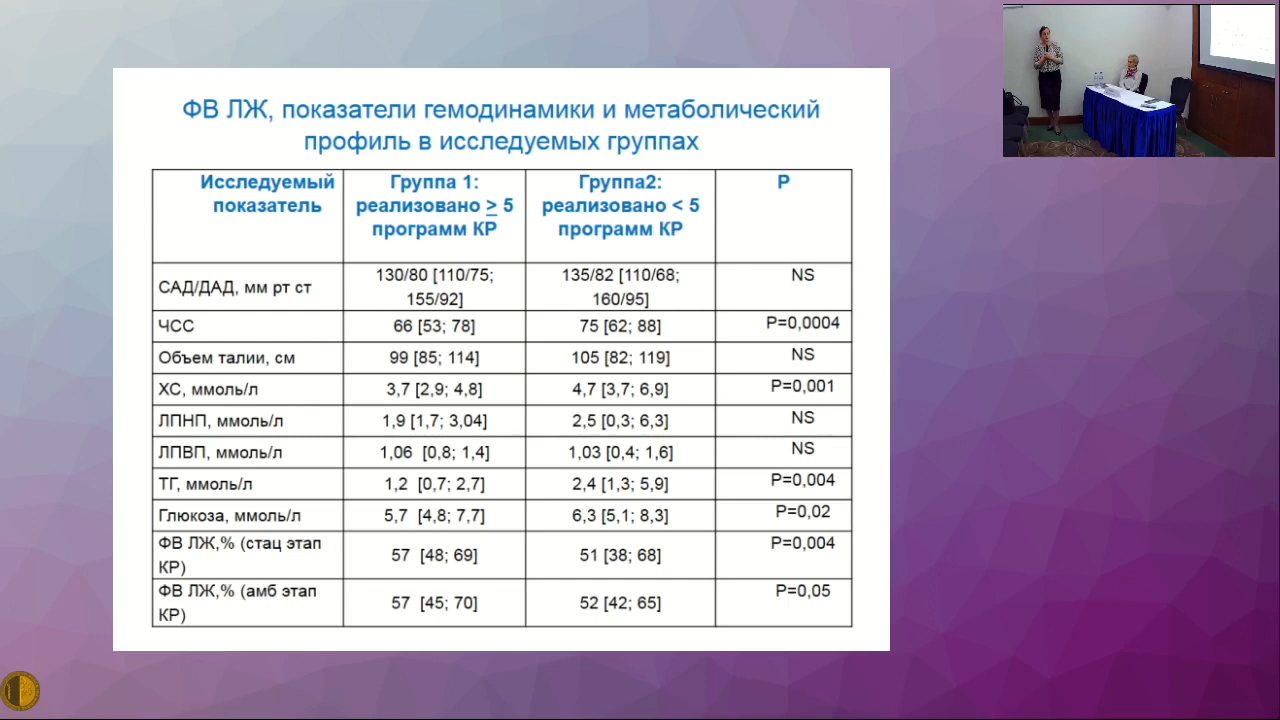 ФВ ЛЖ, показатели гемодинамики и метаболический
профиль в исследуемых группах
Исследуемый
показатель
Группа 1:
реализовано ≥ 5
программ КР
Группа2:
реализовано < 5
программ КР
Р
САД/ДАД, мм рт ст
130/80 [110/75;
155/92]
135/82 [110/68;
160/95]
NS
ЧСС
66 [53; 78]
75 [62; 88]
P=0,0004
Объем талии, см
99 [85; 114]
105 [82; 119]
NS
ХС, ммоль/л
3,7 [2,9; 4,8]
4,7 [3,7; 6,9]
P=0,001
ЛПНП, ммоль/л
1,9 [1,7; 3,04]
2,5 [0,3; 6,3]
NS
ЛПВП, ммоль/л
1,06 [0,8; 1,4]
1,03 [0,4; 1,6]
NS
ТГ, ммоль/л
1,2 [0,7; 2,7]
2,4 [1,3; 5,9]
P=0,004
Глюкоза, ммоль/л
5,7 [4,8; 7,7]
6,3 [5,1; 8,3]
P=0,02
ФВ ЛЖ,% (стац этап
КР)
57 [48; 69]
51 [38; 68]
P=0,004
ФВ ЛЖ,% (амб этап
КР)
57 [45; 70]
52 [42; 65]
P=0,05